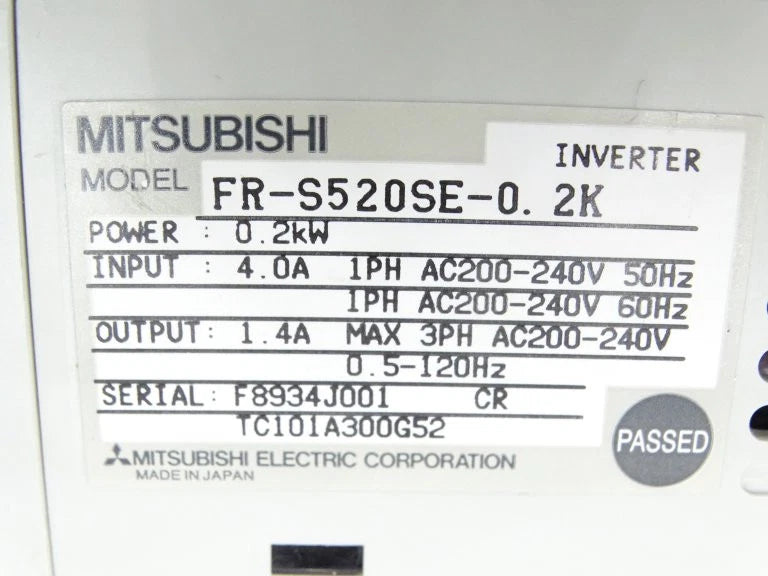 MITSUBISHI
INVERTER
MODEL FR-S520SE-0.2K
POWER : 0.2kW
INPUT : 4.0A 1PH AC200-240V 50Hz
1PH AC200-240V 60Hz
OUTPUT: 1.4A MAX 3PH AC200-240V
0.5-120Hz
SERIAL: F8934J001 CR
TC101A300G52
PASSED
MITSUBISHI ELECTRIC CORPORATION
MADE IN JAPAN